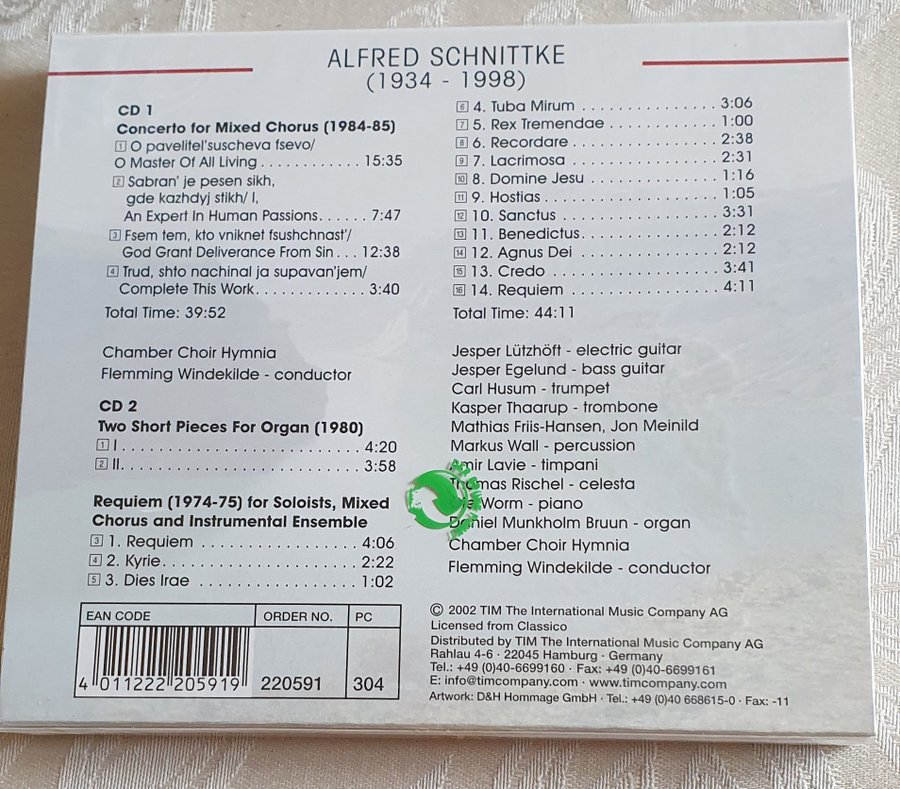 ALFRED SCHNITTKE
(1934 - 1998)
CD 1
Concerto for Mixed Chorus (1984-85)
1 O pavelitel'suscheva fsevo/
O Master Of All Living . . . . . . . . . . . . 15:35
2 Sabran' je pesen sikh,
gde kazhdyj stikh/ I,
An Expert In Human Passions. . . . . . 7:47
3 Fsem tem, kto vniknet fsushchnast'/
God Grant Deliverance From Sin . . . 12:38
4 Trud, shto nachinal ja supavan'jem/
Complete This Work. . . . . . . . . . . . . 3:40
Total Time: 39:52
Chamber Choir Hymnia
Flemming Windekilde - conductor
CD 2
Two Short Pieces For Organ (1980)
1 I . . . . . . . . . . . . . . . . . . . . . . . . . . 4:20
2 II. . . . . . . . . . . . . . . . . . . . . . . . . . 3:58
Requiem (1974-75) for Soloists, Mixed
Chorus and Instrumental Ensemble
3 1. Requiem . . . . . . . . . . . . . . . . . 4:06
4 2. Kyrie. . . . . . . . . . . . . . . . . . . . . 2:22
5 3. Dies Irae . . . . . . . . . . . . . . . . . 1:02
6 4. Tuba Mirum . . . . . . . . . . . . . . 3:06
7 5. Rex Tremendae . . . . . . . . . . . 1:00
8 6. Recordare . . . . . . . . . . . . . . . 2:38
9 7. Lacrimosa . . . . . . . . . . . . . . . 2:31
10 8. Domine Jesu . . . . . . . . . . . . . 1:16
11 9. Hostias . . . . . . . . . . . . . . . . . . 1:05
12 10. Sanctus . . . . . . . . . . . . . . . . 3:31
13 11. Benedictus. . . . . . . . . . . . . . 2:12
14 12. Agnus Dei . . . . . . . . . . . . . . 2:12
15 13. Credo . . . . . . . . . . . . . . . . . 3:41
16 14. Requiem . . . . . . . . . . . . . . . 4:11
Total Time: 44:11
Jesper Lützhöft - electric guitar
Jesper Egelund - bass guitar
Carl Husum - trumpet
Kasper Thaarup - trombone
Mathias Friis-Hansen, Jon Meinild
Markus Wall - percussion
Amir Lavie - timpani
Thomas Rischel - celesta
Worm - piano
Daniel Munkholm Bruun - organ
Chamber Choir Hymnia
Flemming Windekilde - conductor
EAN CODE ORDER NO. PC
4 011222 205919 220591 304
© 2002 TIM The International Music Company AG
Licensed from Classico
Distributed by TIM The International Music Company AG
Rahlau 4-6 · 22045 Hamburg · Germany
Tel.: +49 (0)40-6699160 · Fax: +49 (0)40-6699161
E: info@timcompany.com · www.timcompany.com
Artwork: D&H Hommage GmbH · Tel.: +49 (0)40 668615-0 · Fax: -11